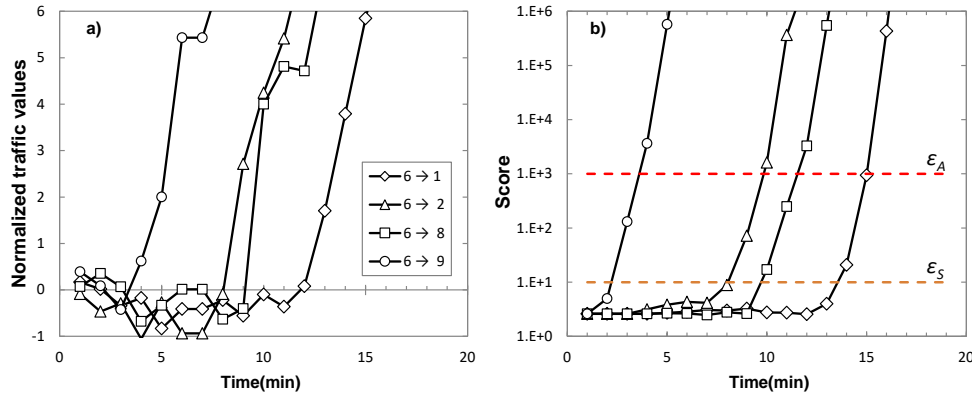 a)
Normalized traffic values
6
5
4
3
2
1
0
-1
0
5
10
15
20
Time(min)
6 → 1
6 → 2
6 → 8
6 → 9
b)
Score
1.E+6
1.E+5
1.E+4
1.E+3
1.E+2
1.E+1
1.E+0
0
5
10
15
20
Time(min)
εA
εS